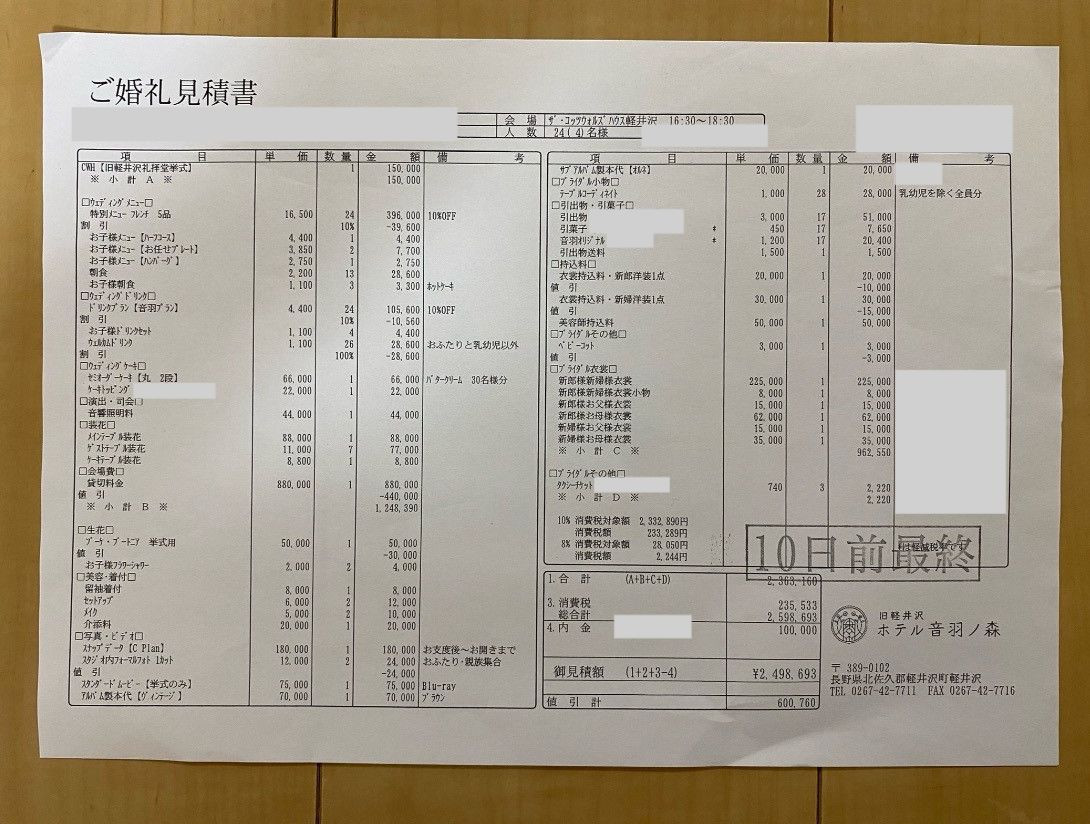 ご婚礼見積書
会 場 ザ・コッツウォルズハウス軽井沢 16:30～18:30
人 数 24( 4)名様
項 目 単 価 数 量 金 額 備 考
CWH【旧軽井沢礼拝堂挙式】 1 150,000
※ 小 計 A ※ 150,000
□ウェディングメニュー□
特別メニュー フレンチ 5品 16,500 24 396,000 10%OFF
割 引 10% -39,600
お子様メニュー【ハーフコース】 4,400 1 4,400
お子様メニュー【お任せプレート】 3,850 2 7,700
お子様メニュー【ハンバーグ】 2,750 1 2,750
朝食 2,200 13 28,600
お子様朝食 1,100 3 3,300 ホットケーキ
□ウェディングドリンク□
ドリンクプラン【音羽プラン】 4,400 24 105,600 10%OFF
割 引 10% -10,560
お子様ドリンクセット 1,100 4 4,400
ウェルカムドリンク 1,100 26 28,600 おふたりと乳幼児以外
割 引 100% -28,600
□ウェディングケーキ□
セミオーダーケーキ【丸 2段】 66,000 1 66,000 バタークリーム 30名様分
ケーキトッピング 22,000 1 22,000
□演出・司会□
音響照明料 44,000 1 44,000
□装花□
メインテーブル装花 88,000 1 88,000
ゲストテーブル装花 11,000 7 77,000
ケーキテーブル装花 8,800 1 8,800
□会場費□
貸切料金 880,000 1 880,000
値 引 -440,000
※ 小 計 B ※ 1,248,390
□生花□
ブーケ・ブートニア 挙式用 50,000 1 50,000
値 引 -30,000
お子様フラワーシャワー 2,000 2 4,000
□美容・着付□
留袖着付 8,000 1 8,000
セットアップ 6,000 2 12,000
メイク 5,000 2 10,000
介添料 20,000 1 20,000
□写真・ビデオ□
スナップデータ【C Plan】 180,000 1 180,000 お支度後～お開きまで
スタジオ内フォーマルフォト 1カット 12,000 2 24,000 おふたり・親族集合
値 引 -24,000
スタンダードムービー【挙式のみ】 75,000 1 75,000 Blu-ray
アルバム製本代【ヴィンテージ】 70,000 1 70,000 ブラウン
項 目 単 価 数 量 金 額 備 考
サブアルバム製本代【オルネ】 20,000 1 20,000
□ブライダル小物□
テーブルコーディネイト 1,000 28 28,000 乳幼児を除く全員分
□引出物・引菓子□
引出物 3,000 17 51,000
引菓子 * 450 17 7,650
音羽オリジナル * 1,200 17 20,400
引出物送料 1,500 1 1,500
□持込料□
衣裳持込料・新郎洋装1点 20,000 1 20,000
値 引 -10,000
衣裳持込料・新婦洋装1点 30,000 1 30,000
値 引 -15,000
美容師持込料 50,000 1 50,000
□ブライダルその他□
ベビーコット 3,000 1 3,000
値 引 -3,000
□ブライダル衣裳□
新郎様新婦様衣裳 225,000 1 225,000
新郎様新婦様衣裳小物 8,000 1 8,000
新郎様お父様衣裳 15,000 1 15,000
新郎様お母様衣裳 62,000 1 62,000
新婦様お父様衣裳 15,000 1 15,000
新婦様お母様衣裳 35,000 1 35,000
※ 小 計 C ※ 962,550
□ブライダルその他□
タクシーチケット 740 3 2,220
※ 小 計 D ※ 2,220
10% 消費税対象額 2,332,890円
消費税額 233,289円
8% 消費税対象額 28,050円
消費税額 2,244円
は軽減税率です
10日前最終
1.合 計 (A+B+C+D) 2,363,160
3.消費税 235,533
総合計 2,598,693
4.内 金 100,000
御見積額 (1+2+3-4) ¥2,498,693
値 引 計 600,760
旧軽井沢
ホテル音羽ノ森
〒 389-0102
長野県北佐久郡軽井沢町軽井沢
TEL 0267-42-7711 FAX 0267-42-7716